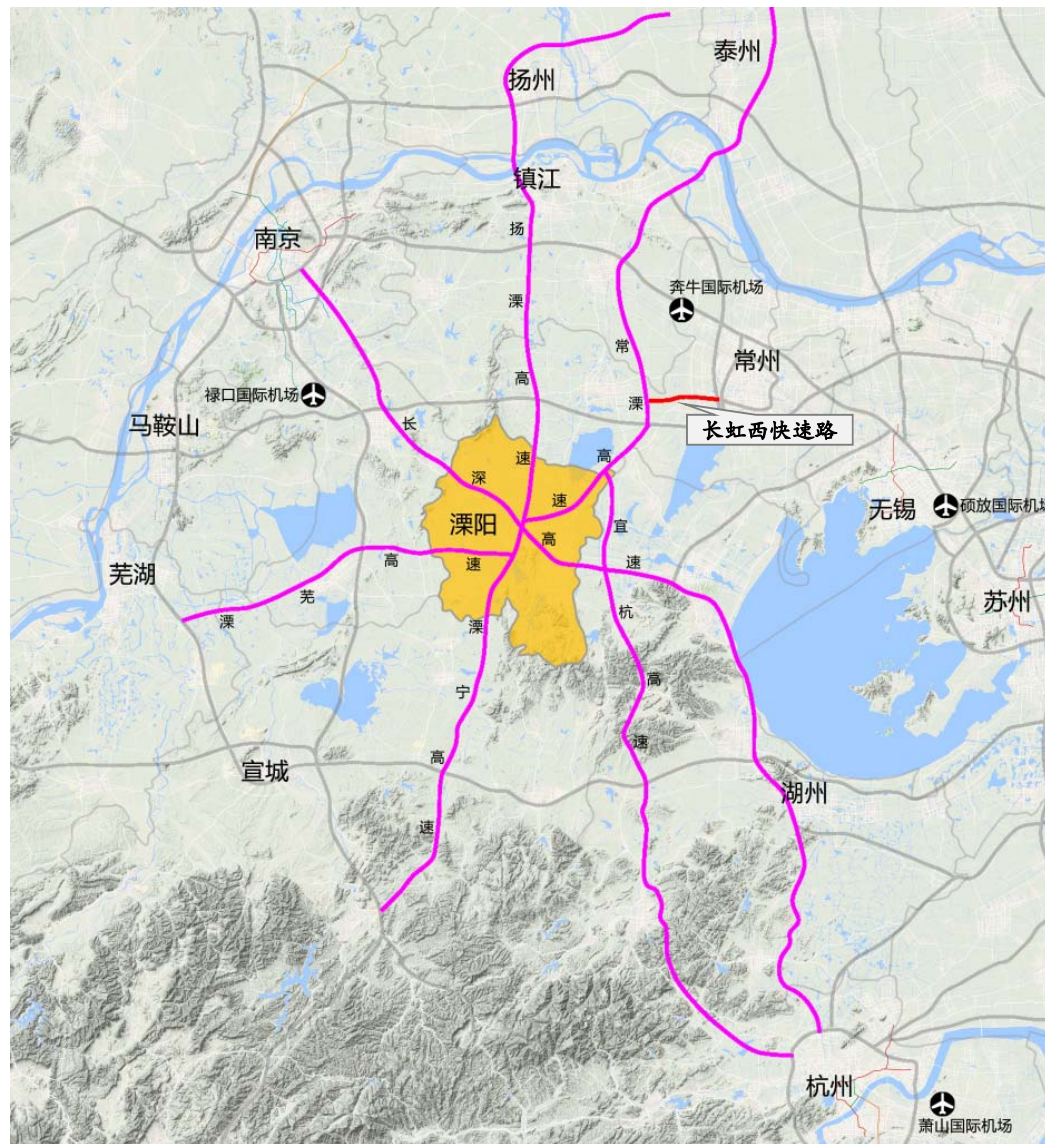 泰州
扬州
镇江
南京
扬溧高速
奔牛国际机场
常溧高速
常州
禄口国际机场
长虹西快速路
马鞍山
长深高速
无锡
硕放国际机场
溧阳
宜杭高速
芜湖
溧芜高速
苏州
溧宁高速
宣城
湖州
杭州
萧山国际机场